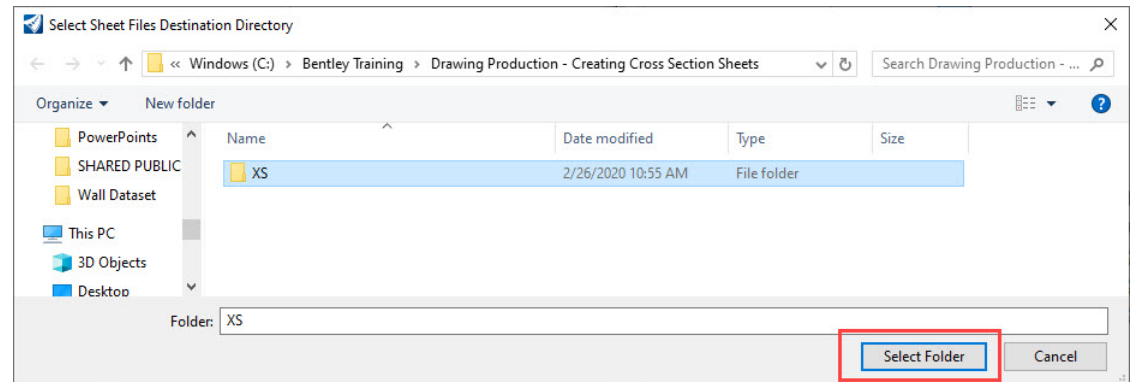 Select Sheet Files Destination Directory
« Windows (C:) › Bentley Training › Drawing Production - Creating Cross Section Sheets
Search Drawing Production - ...
Organize New folder
PowerPoints
SHARED PUBLIC
Wall Dataset
This PC
3D Objects
Desktop
Name Date modified Type Size
XS 2/26/2020 10:55 AM File folder
Folder: XS
Select Folder Cancel